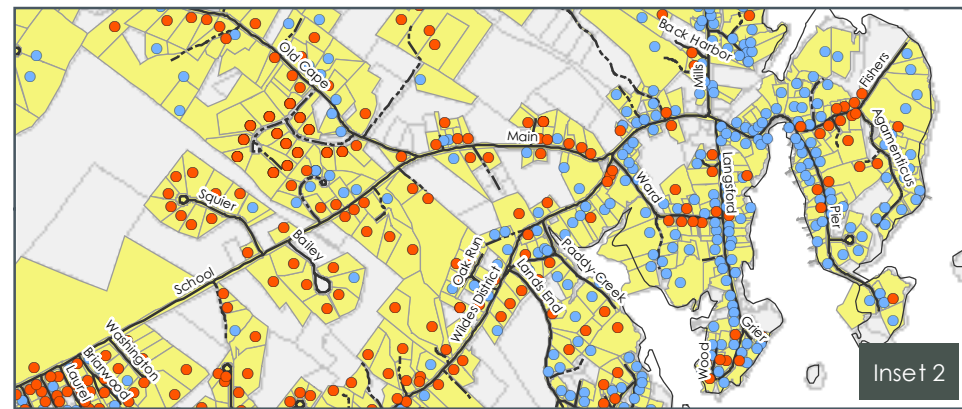 Back Harbor
Old Cape
Mills
Fishers
Main
Agamenticus
Langsford
Ward
Squier
Pier
Bailey
Oak Run
Paddy Creek
School
Wildes District
Lands End
Washington
Briarwood
Laurel
Wood
Grier
Inset 2